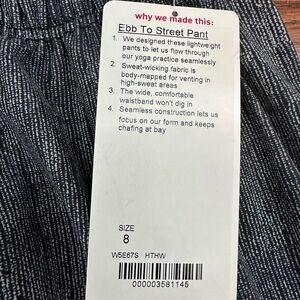 why we made this:
Ebb To Street Pant
1. We designed these lightweight
pants to let us flow through
our yoga practice seamlessly
2. Sweat-wicking fabric is
body-mapped for venting in
high-sweat areas
3. The wide, comfortable
waistband won't dig in
4. Seamless construction lets us
focus on our form and keeps
chafing at bay
SIZE
8
W5E67S HTHW
000003581145